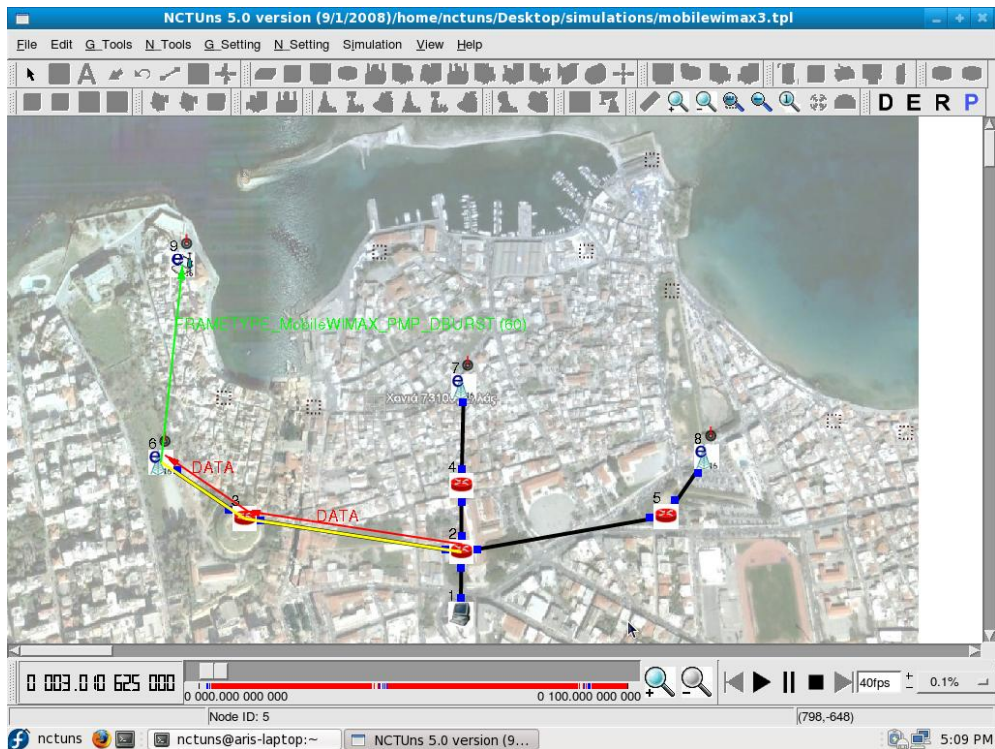 NCTUns 5.0 version (9/1/2008)/home/nctuns/Desktop/simulations/mobilewimax3.tpl
File Edit G_Tools N_Tools G_Setting N_Setting Simulation View Help
A
D E R P
9
FRAMETYPE_MobileWIMAX_PMP_DBURST (60)
7
Χανιά
6
8
DATA
4
3
5
DATA
2
1
0 003.010 625 000
0 000.000 000 000
0 100.000 000 000
40fps
0.1%
Node ID: 5
(798,-648)
nctuns
nctuns@aris-laptop:~
NCTUns 5.0 version (9...
5:09 PM